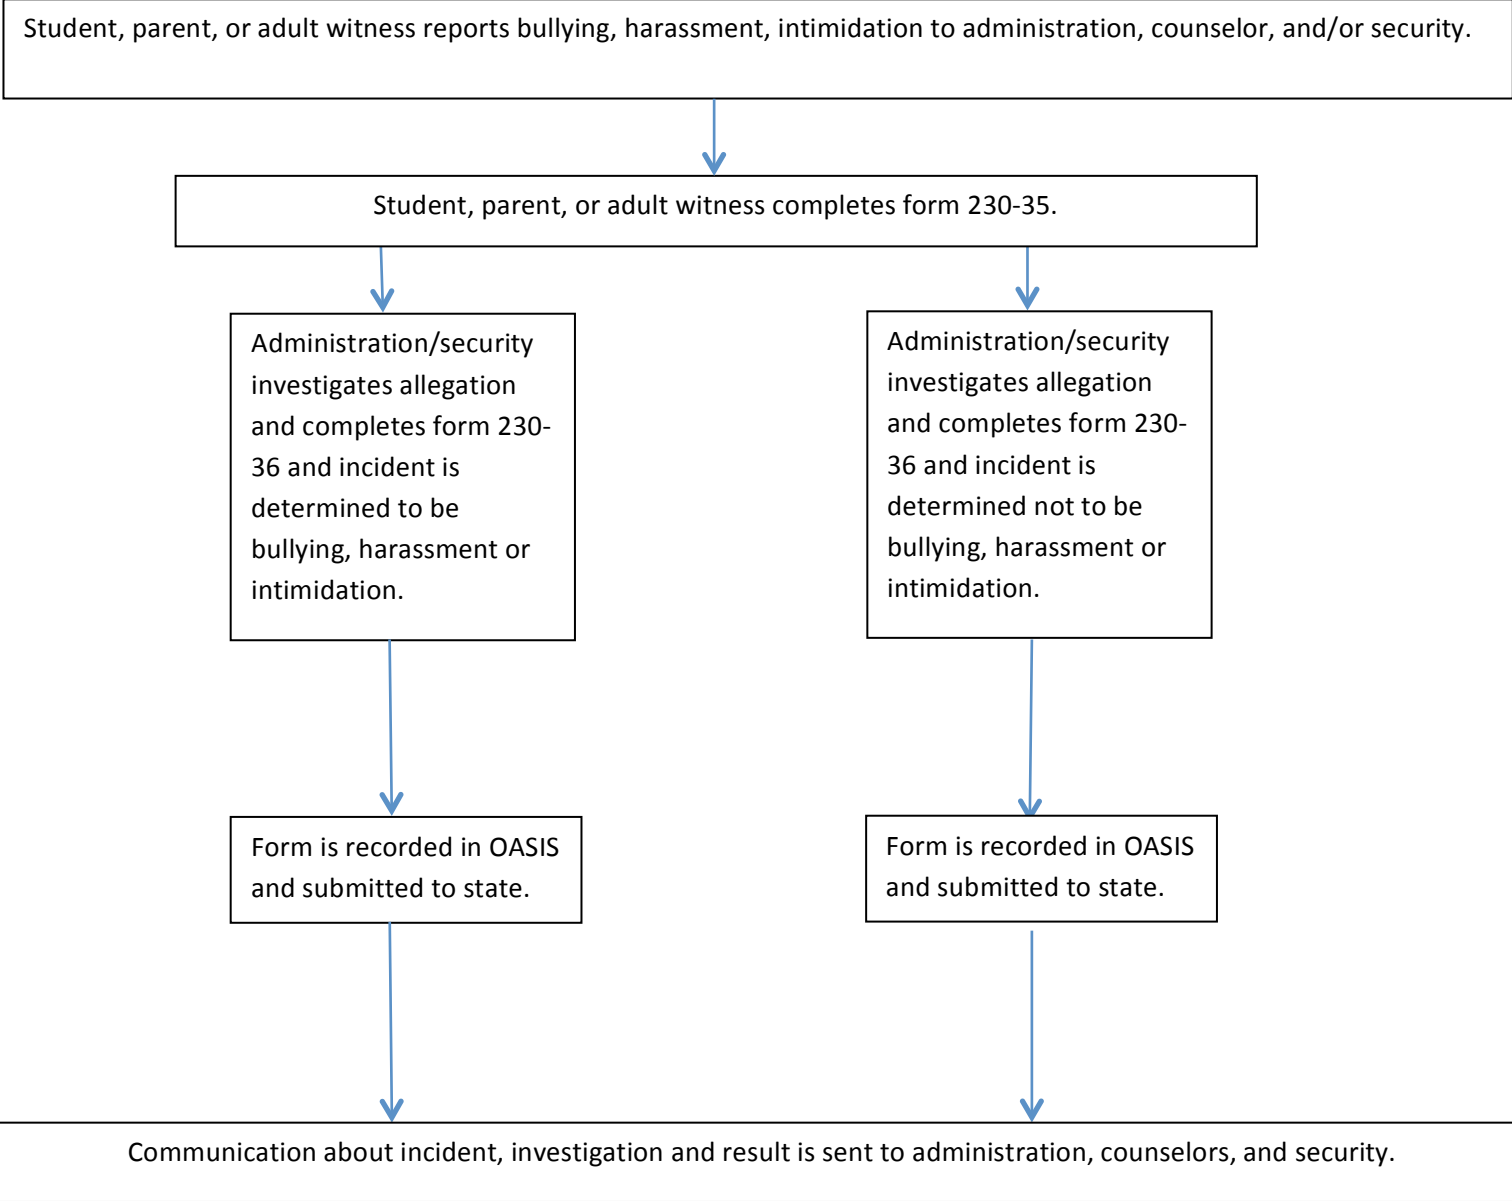 Student, parent, or adult witness reports bullying, harassment, intimidation to administration, counselor, and/or security.
Student, parent, or adult witness completes form 230-35.
Administration/security
investigates allegation
and completes form 230-
36 and incident is
determined to be
bullying, harassment or
intimidation.
Administration/security
investigates allegation
and completes form 230-
36 and incident is
determined not to be
bullying, harassment or
intimidation.
Form is recorded in OASIS
and submitted to state.
Form is recorded in OASIS
and submitted to state.
Communication about incident, investigation and result is sent to administration, counselors, and security.